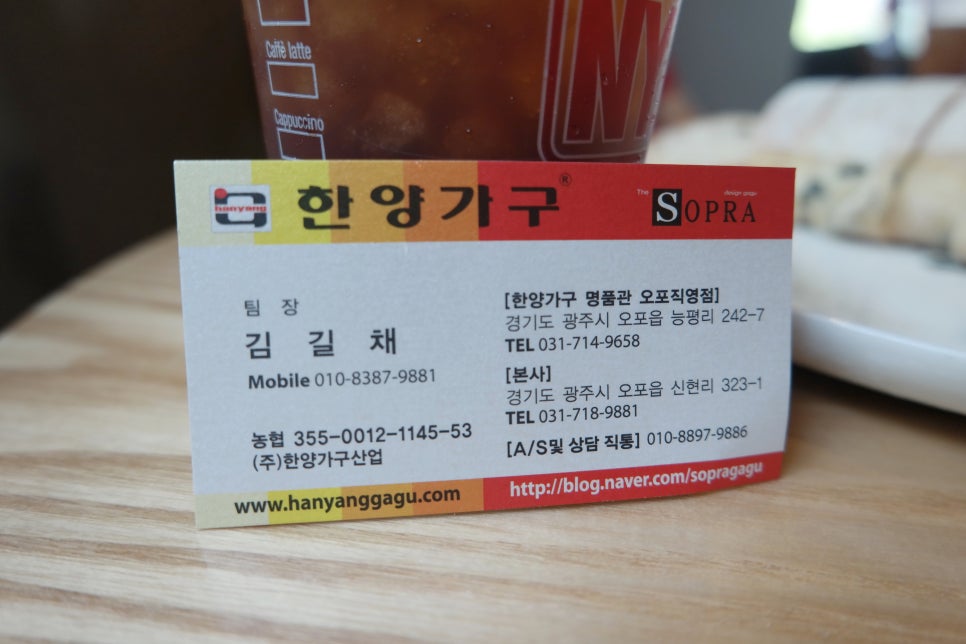 Caffè latte
Cappuccino
NY
hanyang
한양가구®
The SOPRA design gagu
팀 장
김 길 채
Mobile 010-8387-9881
농협 355-0012-1145-53
(주)한양가구산업
[한양가구 명품관 오포직영점]
경기도 광주시 오포읍 능평리 242-7
TEL 031-714-9658
[본사]
경기도 광주시 오포읍 신현리 323-1
TEL 031-718-9881
[A/S및 상담 직통] 010-8897-9886
www.hanyanggagu.com
http://blog.naver.com/sopragagu